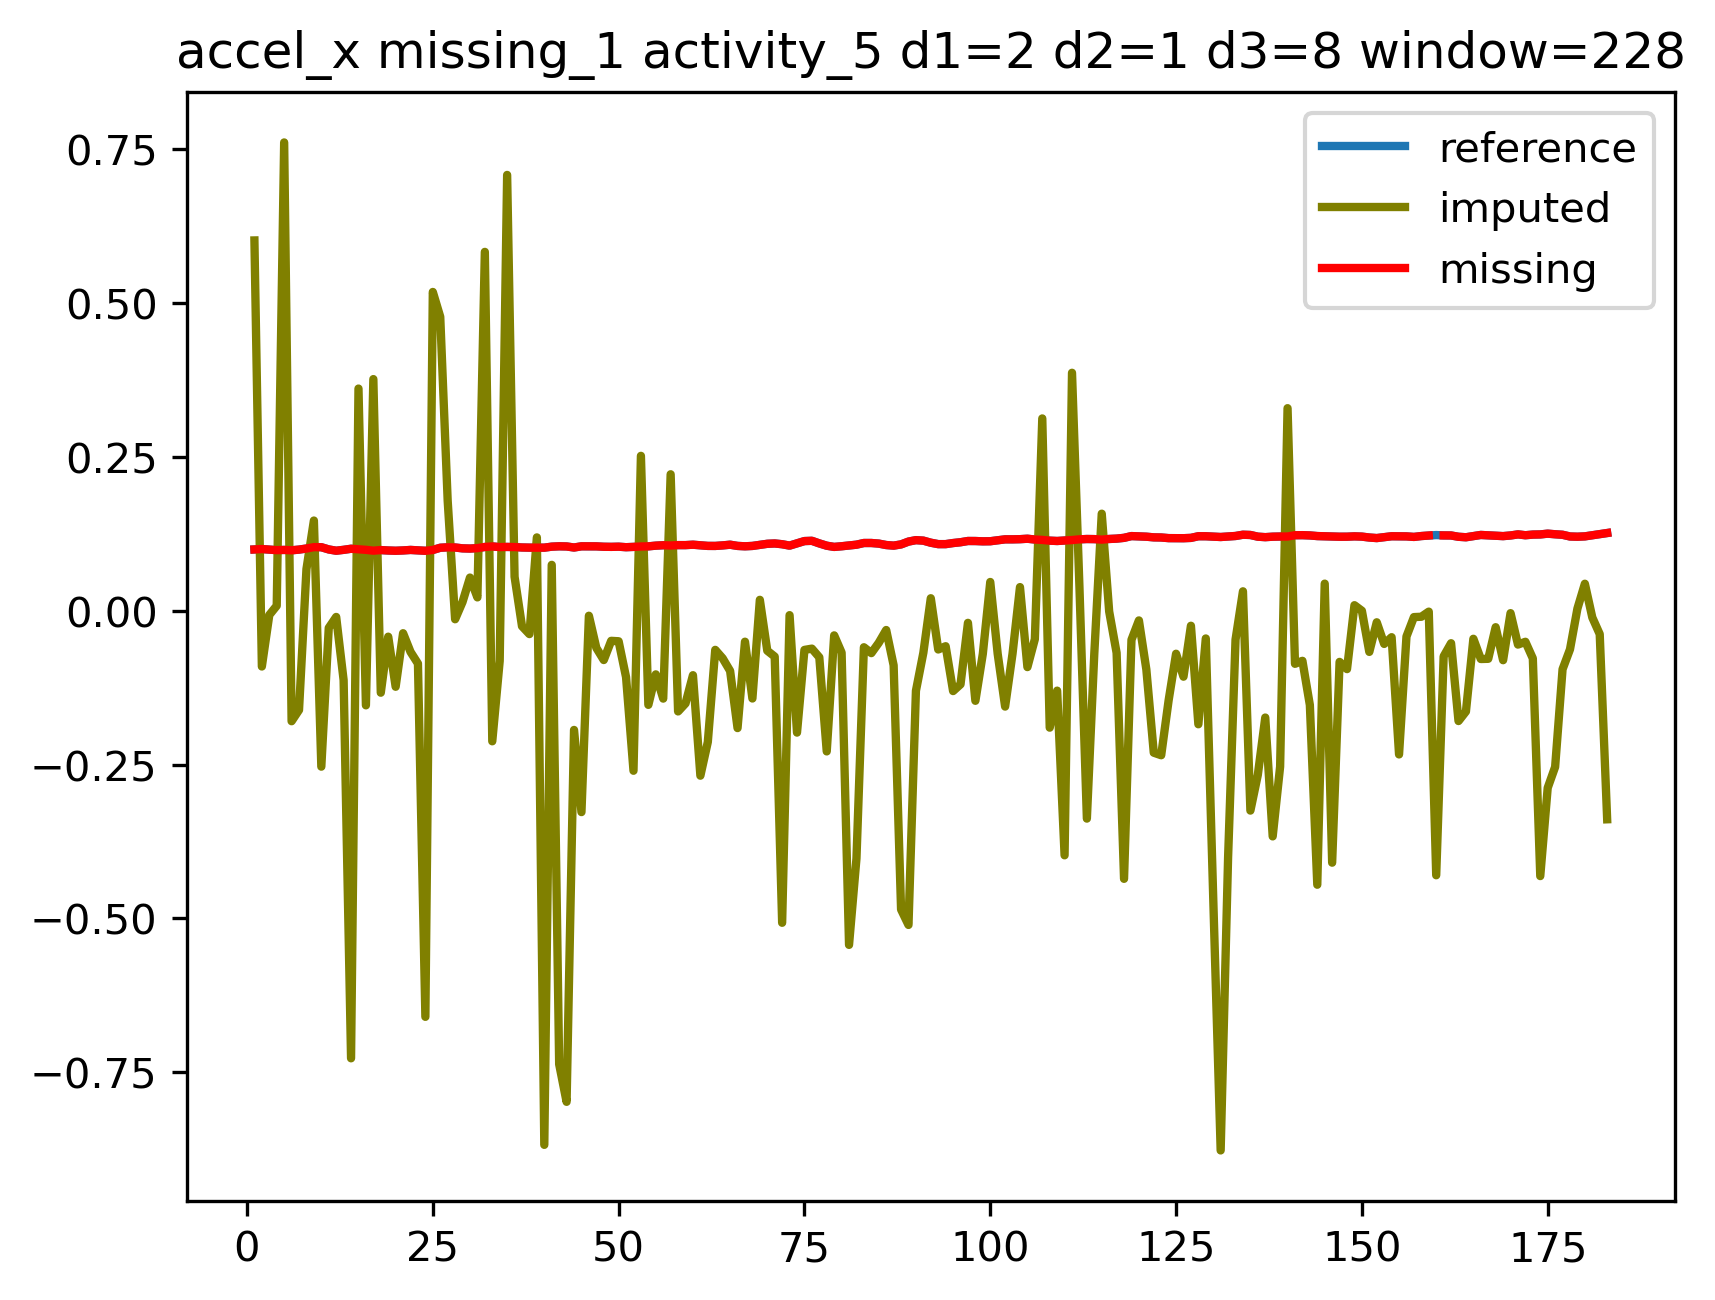 accel_x missing_1 activity_5 d1=2 d2=1 d3=8 window=228
reference
imputed
missing
0.75
0.50
0.25
0.00
−0.25
−0.50
−0.75
0 25 50 75 100 125 150 175